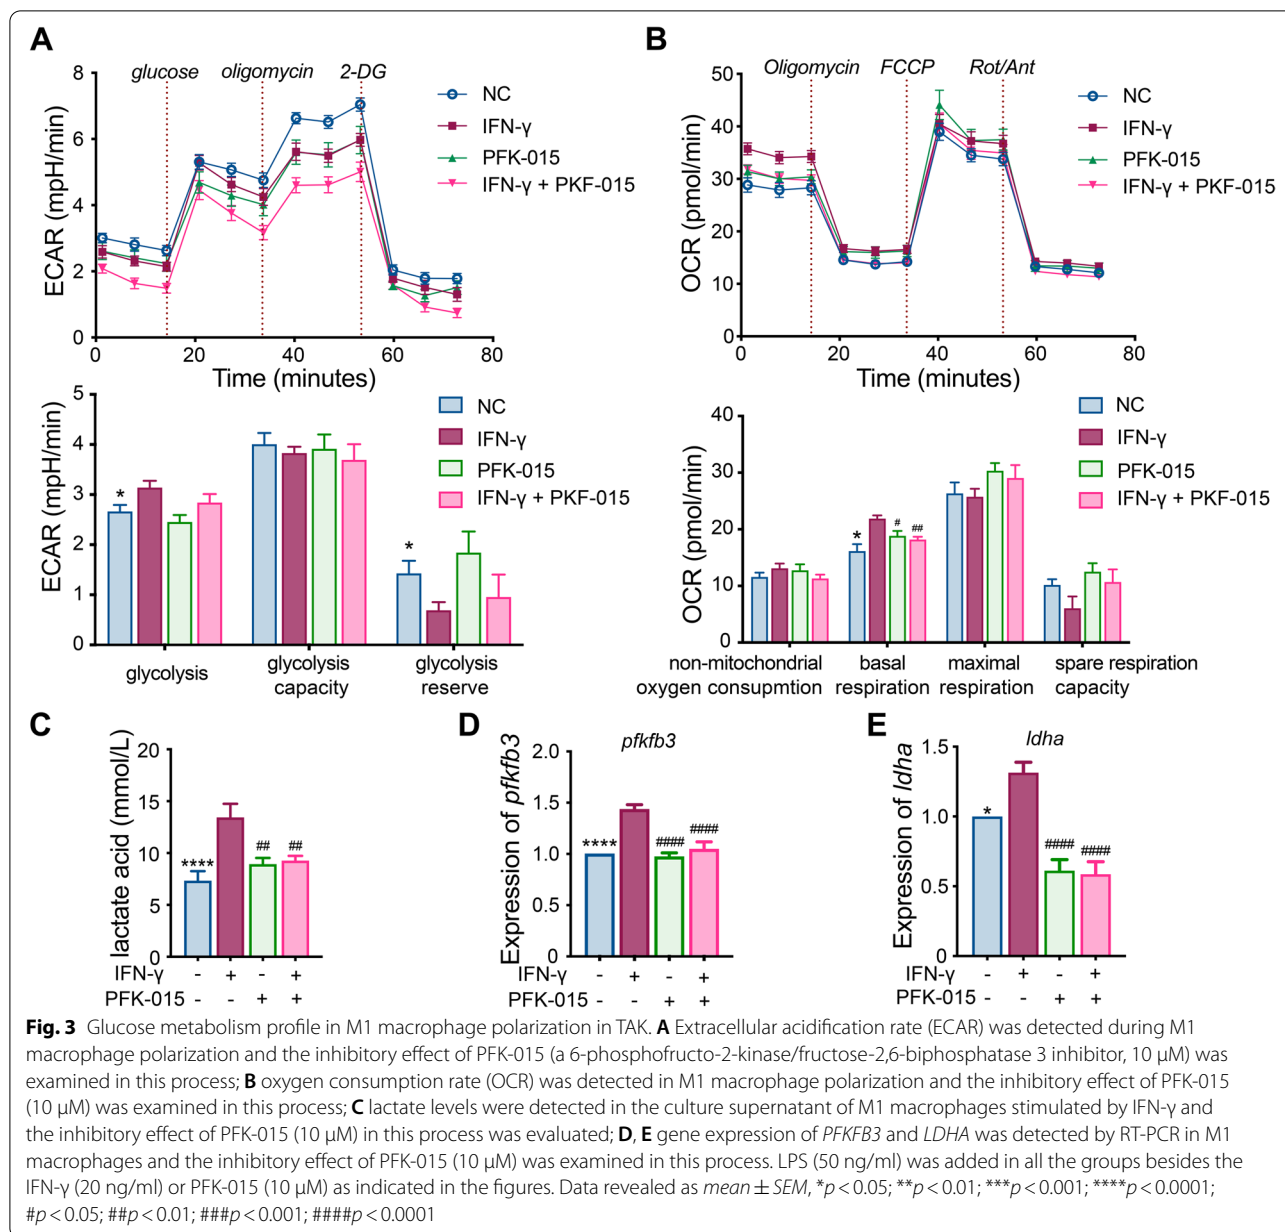 A
glucose oligomycin 2-DG
ECAR (mpH/min)
8
6
4
2
0
0 20 40 60 80
Time (minutes)
NC
IFN-γ
PFK-015
IFN-γ + PKF-015
B
Oligomycin FCCP Rot/Ant
OCR (pmol/min)
50
40
30
20
10
0
0 20 40 60 80
Time (minutes)
NC
IFN-γ
PFK-015
IFN-γ + PKF-015
ECAR (mpH/min)
5
4
3
2
1
0
* *
glycolysis
glycolysis
capacity
glycolysis
reserve
NC
IFN-γ
PFK-015
IFN-γ + PKF-015
OCR (pmol/min)
40
30
20
10
0
* # ##
non-mitochondrial
oxygen consupmtion
basal
respiration
maximal
respiration
spare respiration
capacity
NC
IFN-γ
PFK-015
IFN-γ + PKF-015
C
lactate acid (mmol/L)
20
15
10
5
0
**** ## ##
IFN-γ - + - +
PFK-015 - - + +
D
pfkfb3
Expression of pfkfb3
2.0
1.5
1.0
0.5
0
**** #### ####
IFN-γ - + - +
PFK-015 - - + +
E
ldha
Expression of ldha
1.5
1.0
0.5
0
* #### ####
IFN-γ - + - +
PFK-015 - - + +
Fig. 3 Glucose metabolism profile in M1 macrophage polarization in TAK. A Extracellular acidification rate (ECAR) was detected during M1
macrophage polarization and the inhibitory effect of PFK-015 (a 6-phosphofructo-2-kinase/fructose-2,6-biphosphatase 3 inhibitor, 10 μM) was
examined in this process; B oxygen consumption rate (OCR) was detected in M1 macrophage polarization and the inhibitory effect of PFK-015
(10 μM) was examined in this process; C lactate levels were detected in the culture supernatant of M1 macrophages stimulated by IFN-γ and
the inhibitory effect of PFK-015 (10 μM) in this process was evaluated; D, E gene expression of PFKFB3 and LDHA was detected by RT-PCR in M1
macrophages and the inhibitory effect of PFK-015 (10 μM) was examined in this process. LPS (50 ng/ml) was added in all the groups besides the
IFN-γ (20 ng/ml) or PFK-015 (10 μM) as indicated in the figures. Data revealed as mean ± SEM, *p < 0.05; **p < 0.01; ***p < 0.001; ****p < 0.0001;
#p < 0.05; ##p < 0.01; ###p < 0.001; ####p < 0.0001